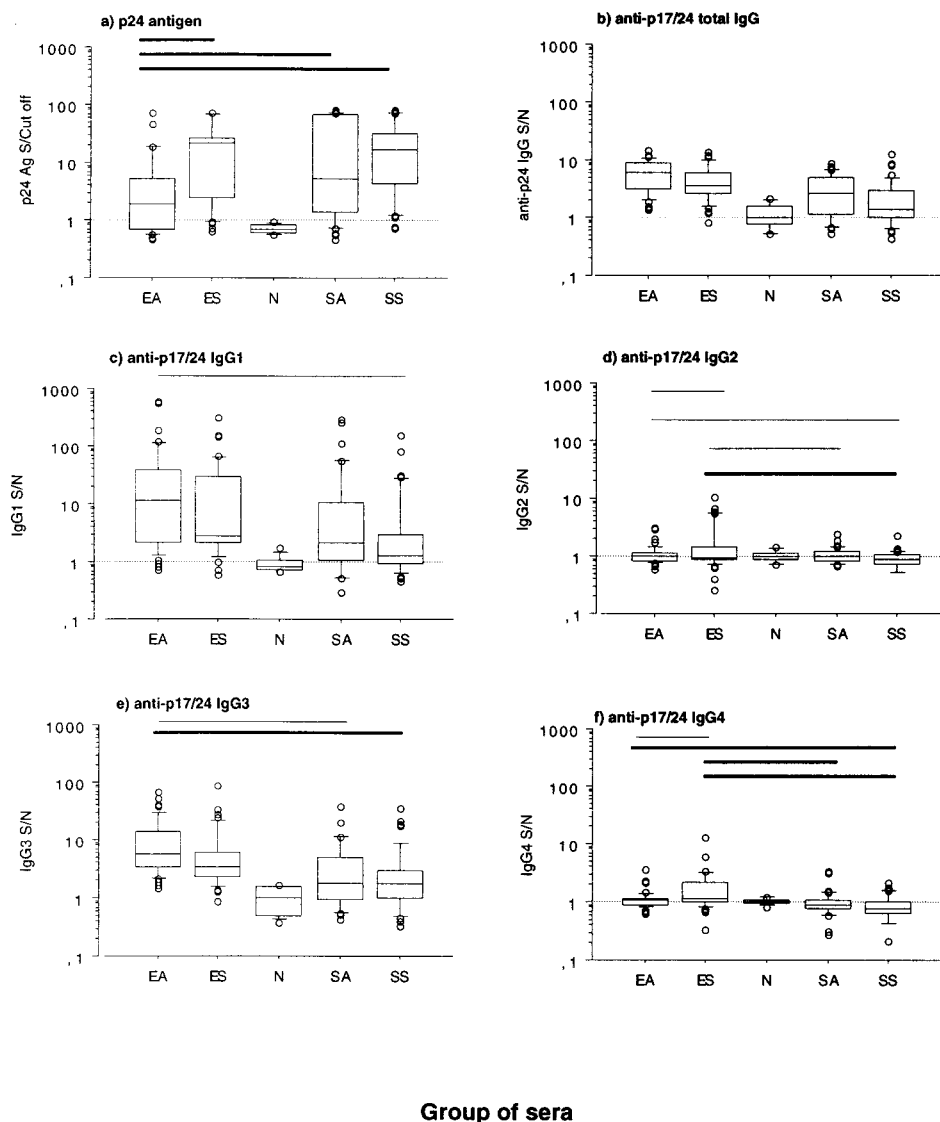 a) p24 antigen
p24 Ag S/Cut off
1000
100
10
1
,1
EA ES N SA SS
b) anti-p17/24 total IgG
anti-p24 IgG S/N
1000
100
10
1
,1
EA ES N SA SS
c) anti-p17/24 IgG1
IgG1 S/N
1000
100
10
1
,1
EA ES N SA SS
d) anti-p17/24 IgG2
IgG2 S/N
1000
100
10
1
,1
EA ES N SA SS
e) anti-p17/24 IgG3
IgG3 S/N
1000
100
10
1
,1
EA ES N SA SS
f) anti-p17/24 IgG4
IgG4 S/N
1000
100
10
1
,1
EA ES N SA SS
Group of sera